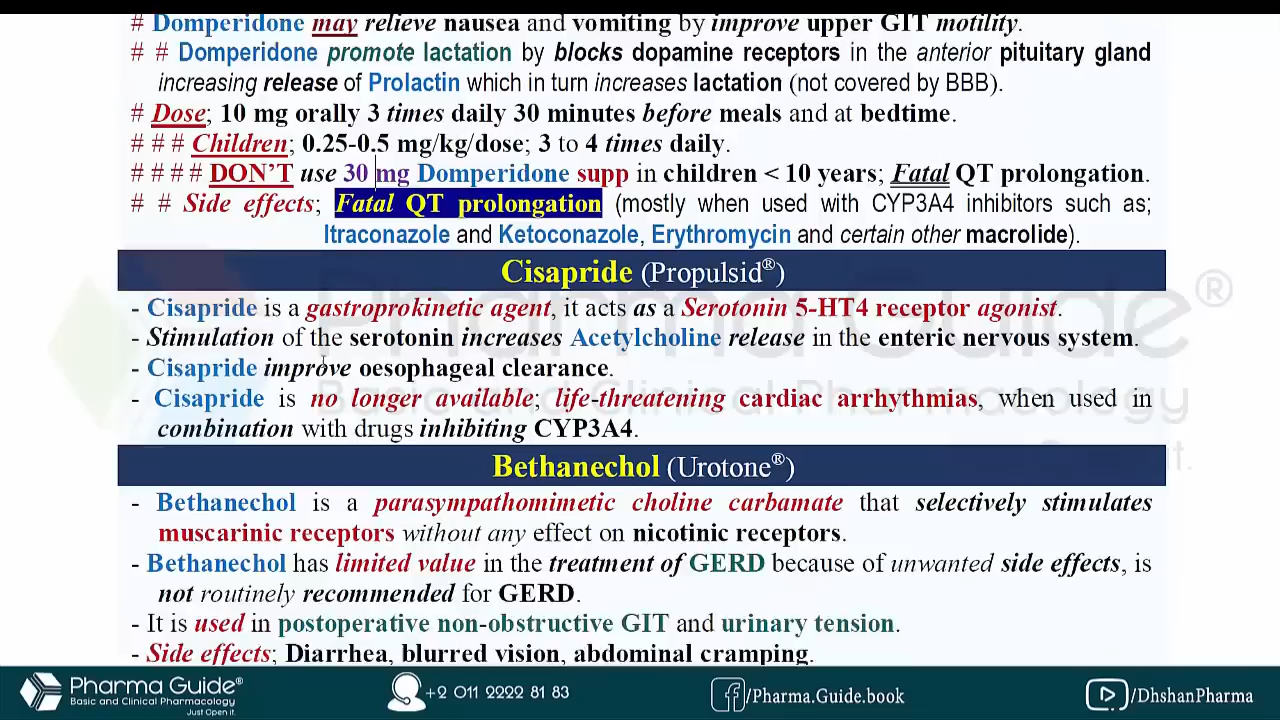 # Domperidone may relieve nausea and vomiting by improve upper GIT motility.
# # Domperidone promote lactation by blocks dopamine receptors in the anterior pituitary gland
increasing release of Prolactin which in turn increases lactation (not covered by BBB).
# Dose; 10 mg orally 3 times daily 30 minutes before meals and at bedtime.
# # # Children; 0.25-0.5 mg/kg/dose; 3 to 4 times daily.
# # # # DON'T use 30 mg Domperidone supp in children < 10 years; Fatal QT prolongation.
# # Side effects; Fatal QT prolongation (mostly when used with CYP3A4 inhibitors such as;
Itraconazole and Ketoconazole, Erythromycin and certain other macrolide).
Cisapride (Propulsid®)
- Cisapride is a gastroprokinetic agent, it acts as a Serotonin 5-HT4 receptor agonist.
- Stimulation of the serotonin increases Acetylcholine release in the enteric nervous system.
- Cisapride improve oesophageal clearance.
- Cisapride is no longer available; life-threatening cardiac arrhythmias, when used in
combination with drugs inhibiting CYP3A4.
Bethanechol (Urotone®)
- Bethanechol is a parasympathomimetic choline carbamate that selectively stimulates
muscarinic receptors without any effect on nicotinic receptors.
- Bethanechol has limited value in the treatment of GERD because of unwanted side effects, is
not routinely recommended for GERD.
- It is used in postoperative non-obstructive GIT and urinary tension.
- Side effects; Diarrhea, blurred vision, abdominal cramping.
Pharma Guide®
Basic and Clinical Pharmacology
Just Open it.
+2 011 2222 81 83
/Pharma.Guide.book
/DhshanPharma